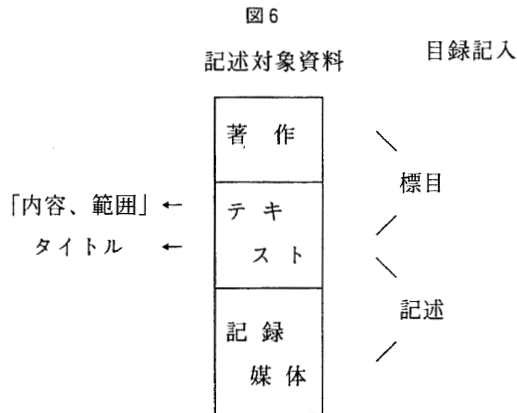 図6
記述対象資料
目録記入
著作
標目
「内容、範囲」←
テキ
タイトル ←
スト
記述
記録
媒体